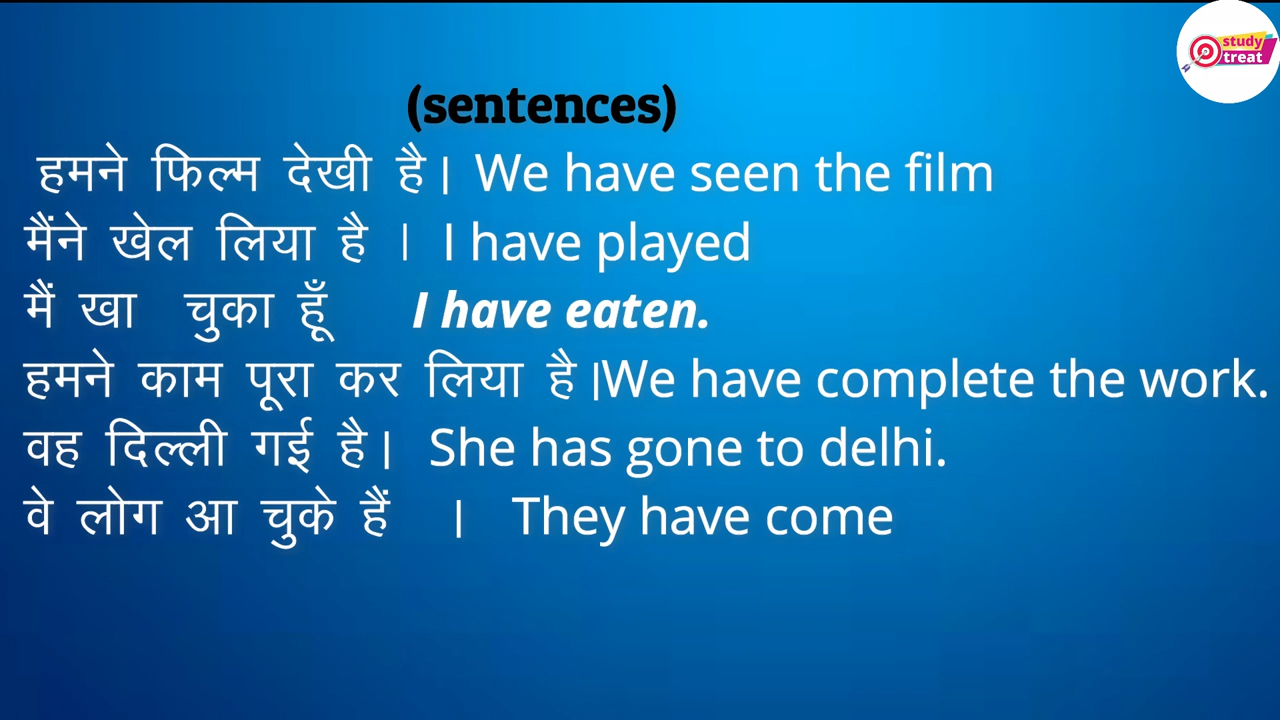 study
treat
(sentences)
हमने फिल्म देखी है। We have seen the film
मैंने खेल लिया है । I have played
मैं खा चुका हूँ I have eaten.
हमने काम पूरा कर लिया है।We have complete the work.
वह दिल्ली गई है। She has gone to delhi.
वे लोग आ चुके हैं । They have come